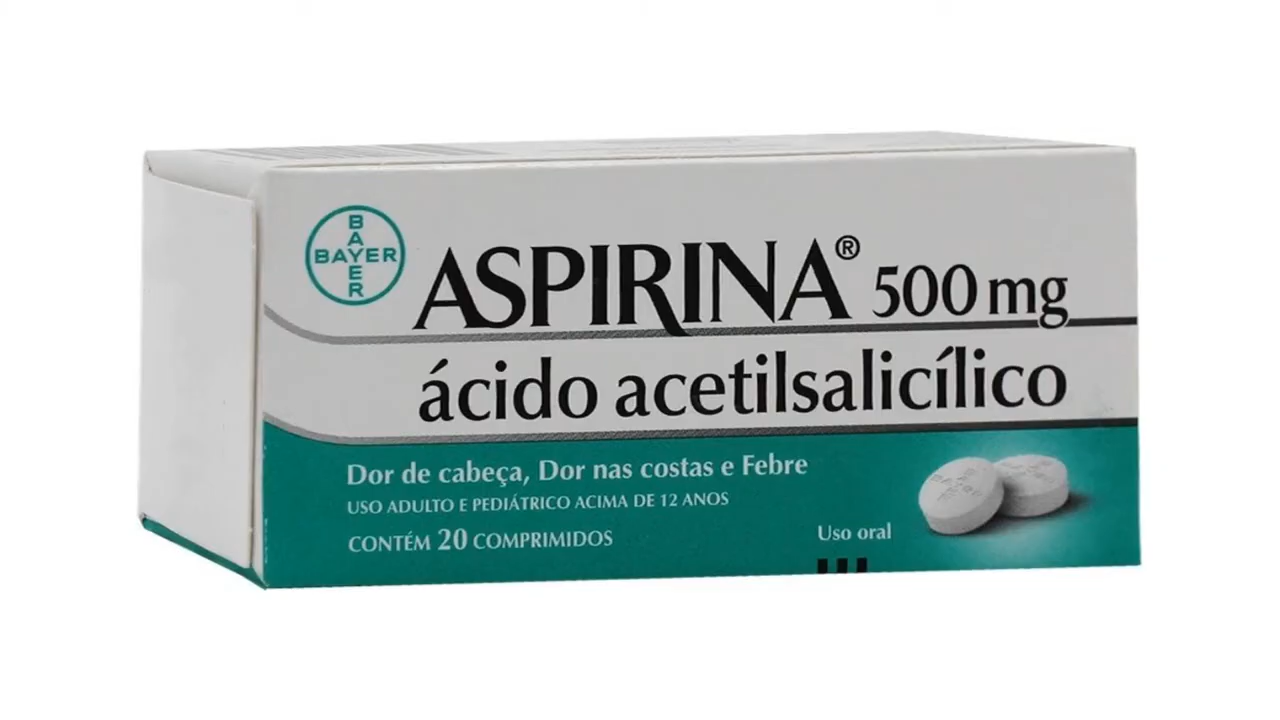 BAYER
BAYER
ASPIRINA® 500 mg
ácido acetilsalicílico
Dor de cabeça, Dor nas costas e Febre
USO ADULTO E PEDIÁTRICO ACIMA DE 12 ANOS
CONTÉM 20 COMPRIMIDOS
Uso oral